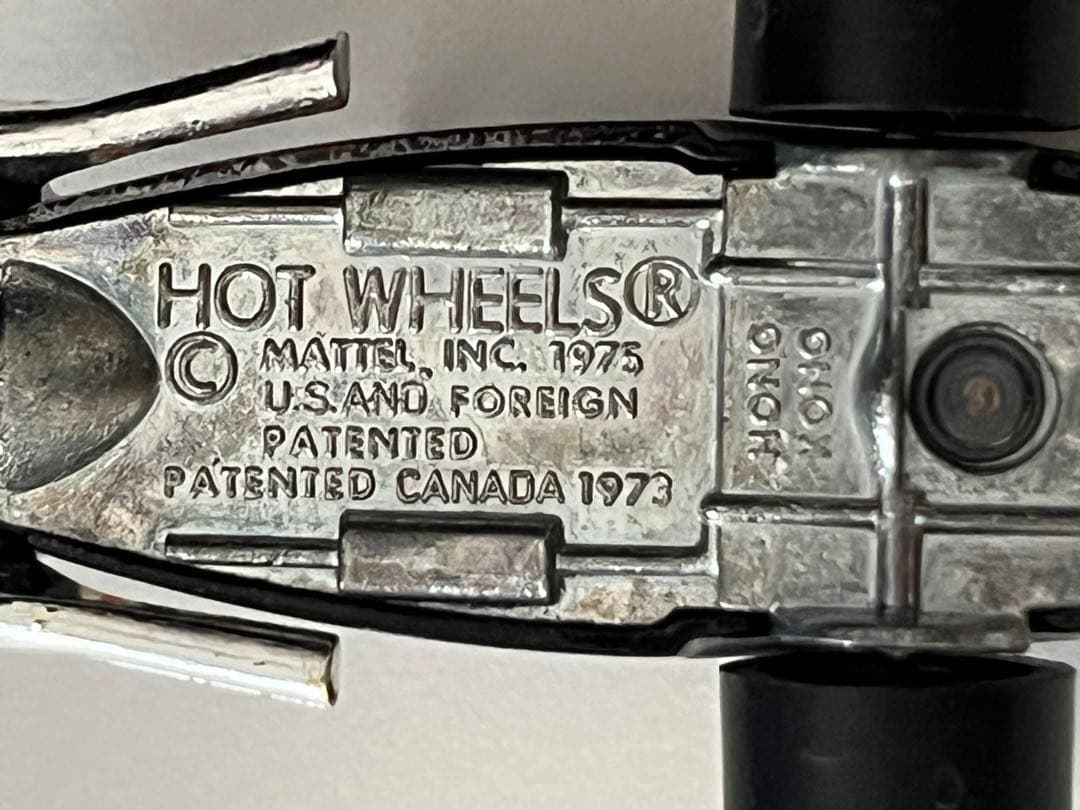 HOT WHEELS®
© MATTEL, INC. 1975
U.S. AND FOREIGN
PATENTED
PATENTED CANADA 1973
HONG
KONG